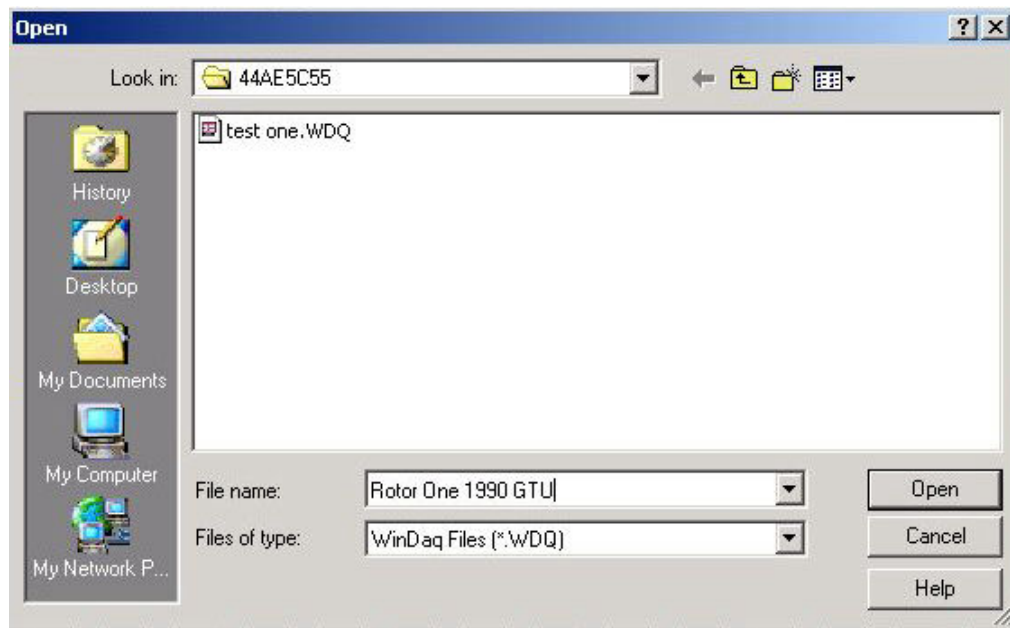 Open
Look in:
44AE5C55
test one.WDQ
History
Desktop
My Documents
My Computer
My Network P...
File name:
Rotor One 1990 GTU
Open
Files of type:
WinDaq Files (*.WDQ)
Cancel
Help